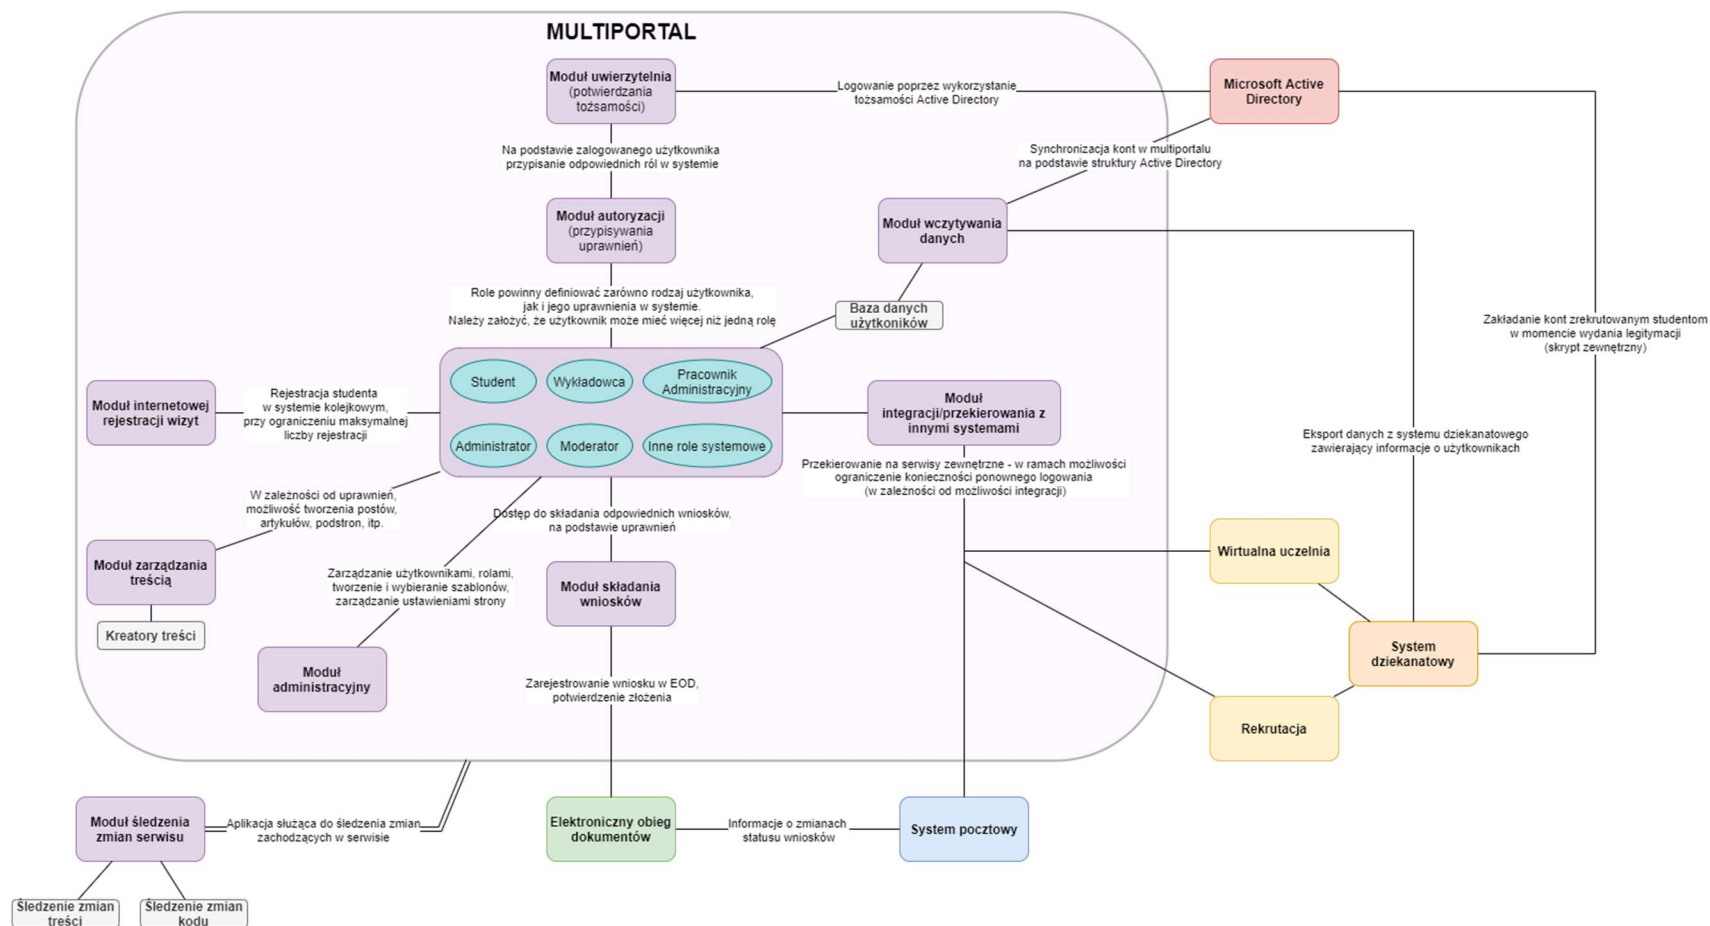 MULTIPORTAL
Moduł uwierzytelnia
(potwierdzania
tożsamości)
Logowanie poprzez wykorzystanie
tożsamości Active Directory
Microsoft Active
Directory
Na podstawie zalogowanego użytkownika
przypisanie odpowiednich ról w systemie
Synchronizacja kont w multiportalu
na podstawie struktury Active Directory
Moduł autoryzacji
(przypisywania
uprawnień)
Moduł wczytywania
danych
Role powinny definiować zarówno rodzaj użytkownika,
jak i jego uprawnienia w systemie.
Należy założyć, że użytkownik może mieć więcej niż jedną rolę
Baza danych
użytkoników
Zakładanie kont zrekrutowanym studentom
w momencie wydania legitymacji
(skrypt zewnętrzny)
Student
Wykładowca
Pracownik
Administracyjny
Administrator
Moderator
Inne role systemowe
Moduł internetowej
rejestracji wizyt
Rejestracja studenta
w systemie kolejkowym,
przy ograniczeniu maksymalnej
liczby rejestracji
Moduł
integracji/przekierowania z
innymi systemami
Eksport danych z systemu dziekanatowego
zawierający informacje o użytkownikach
Przekierowanie na serwisy zewnętrzne - w ramach możliwości
ograniczenie konieczności ponownego logowania
(w zależności od możliwości integracji)
W zależności od uprawnień,
możliwość tworzenia postów,
artykułów, podstron, itp.
Dostęp do składania odpowiednich wniosków,
na podstawie uprawnień
Moduł zarządzania
treścią
Kreatory treści
Zarządzanie użytkownikami, rolami,
tworzenie i wybieranie szablonów,
zarządzanie ustawieniami strony
Moduł składania
wniosków
Wirtualna uczelnia
System
dziekanatowy
Moduł
administracyjny
Zarejestrowanie wniosku w EOD,
potwierdzenie złożenia
Rekrutacja
Moduł śledzenia
zmian serwisu
Aplikacja służąca do śledzenia zmian
zachodzących w serwisie
Elektroniczny obieg
dokumentów
Informacje o zmianach
statusu wniosków
System pocztowy
Śledzenie zmian
treści
Śledzenie zmian
kodu